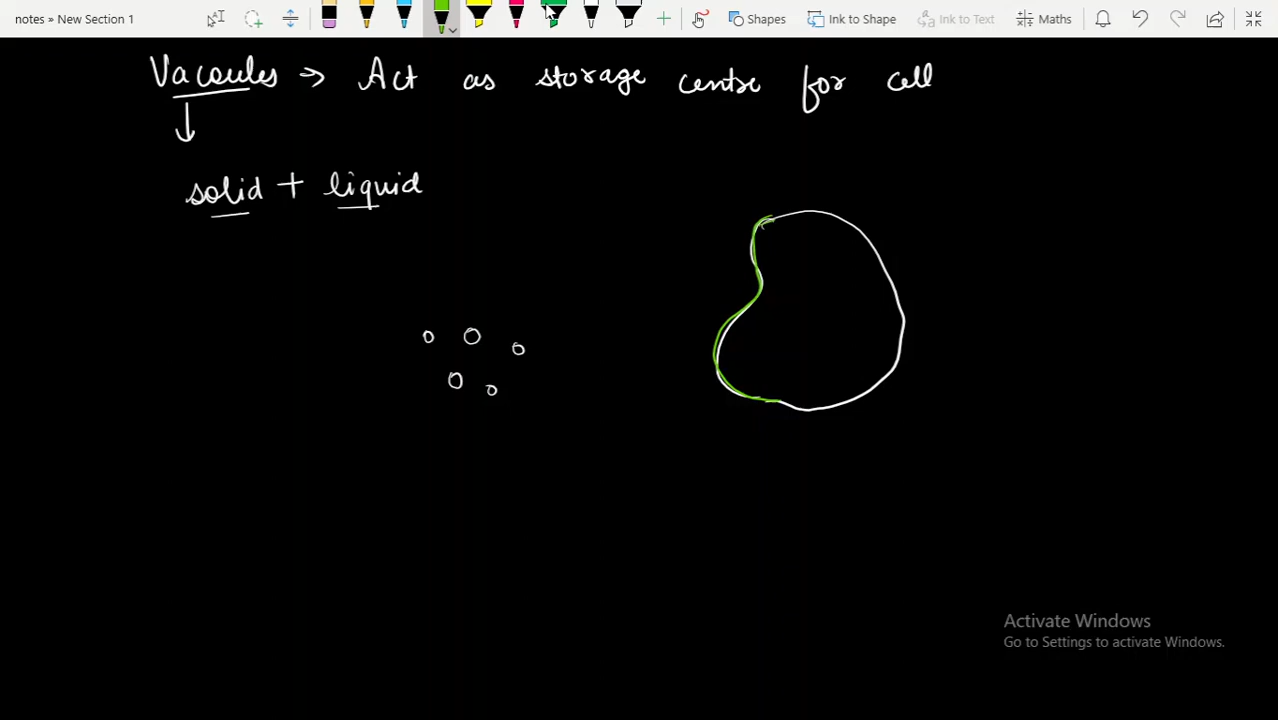 notes » New Section 1
Shapes
Ink to Shape
Ink to Text
Maths
Vacoules → Act as storage centre for cell
↓
solid + liquid
Activate Windows
Go to Settings to activate Windows.